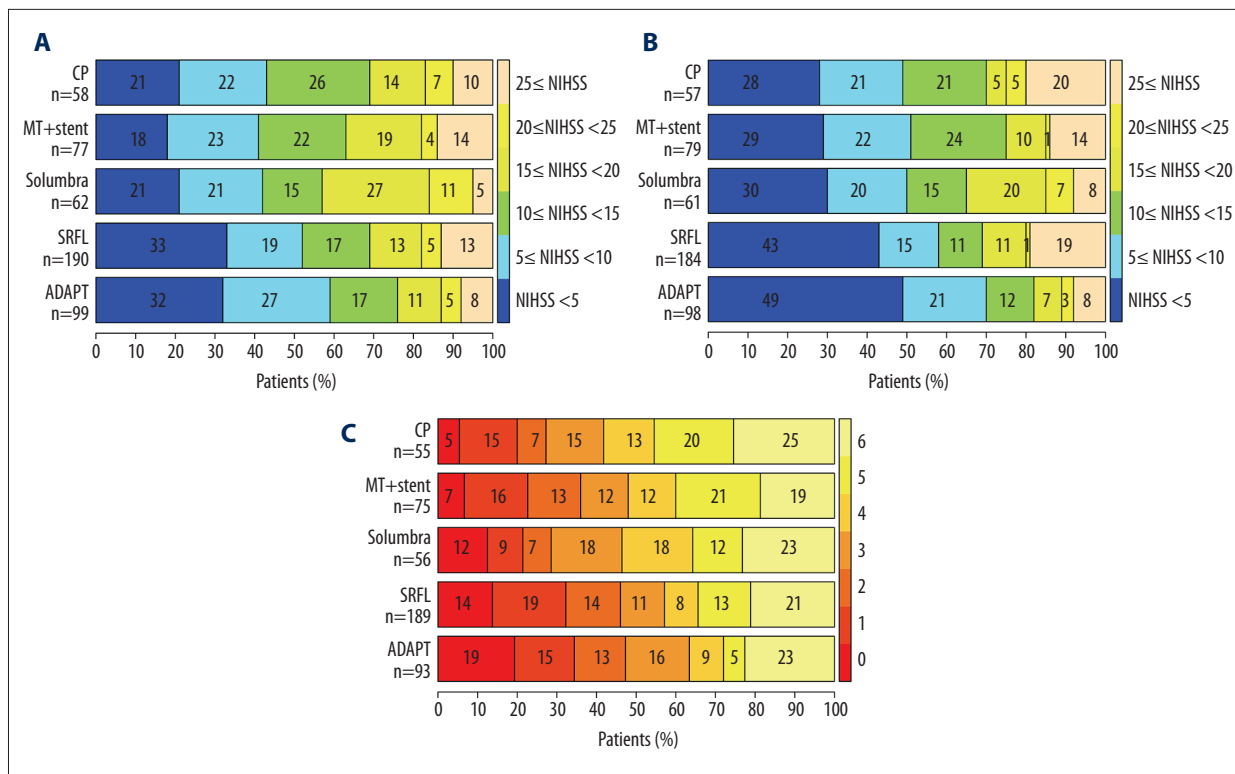 A
CP
n=58
21 22 26 14 7 10
MT+stent
n=77
18 23 22 19 4 14
Solumbra
n=62
21 21 15 27 11 5
SRFL
n=190
33 19 17 13 5 13
ADAPT
n=99
32 27 17 11 5 8
0 10 20 30 40 50 60 70 80 90 100
Patients (%)
25≤ NIHSS
20≤NIHSS <25
15≤ NIHSS <20
10≤ NIHSS <15
5≤ NIHSS <10
NIHSS <5
B
CP
n=57
28 21 21 5 5 20
MT+stent
n=79
29 22 24 10 1 14
Solumbra
n=61
30 20 15 20 7 8
SRFL
n=184
43 15 11 11 1 19
ADAPT
n=98
49 21 12 7 3 8
0 10 20 30 40 50 60 70 80 90 100
Patients (%)
25≤ NIHSS
20≤NIHSS <25
15≤ NIHSS <20
10≤ NIHSS <15
5≤ NIHSS <10
NIHSS <5
C
CP
n=55
5 15 7 15 13 20 25
MT+stent
n=75
7 16 13 12 12 21 19
Solumbra
n=56
12 9 7 18 18 12 23
SRFL
n=189
14 19 14 11 8 13 21
ADAPT
n=93
19 15 13 16 9 5 23
0 10 20 30 40 50 60 70 80 90 100
Patients (%)
6
5
4
3
2
1
0